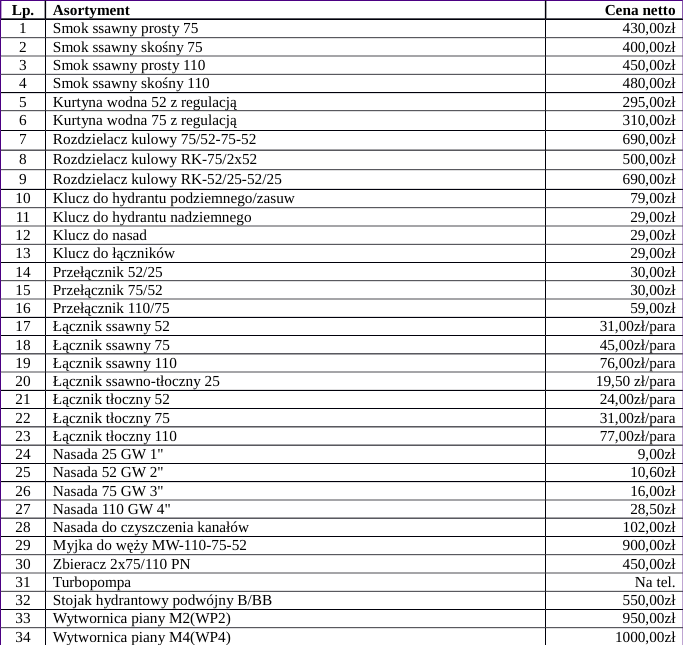 Lp. Asortyment Cena netto
1 Smok ssawny prosty 75 430,00zł
2 Smok ssawny skośny 75 400,00zł
3 Smok ssawny prosty 110 450,00zł
4 Smok ssawny skośny 110 480,00zł
5 Kurtyna wodna 52 z regulacją 295,00zł
6 Kurtyna wodna 75 z regulacją 310,00zł
7 Rozdzielacz kulowy 75/52-75-52 690,00zł
8 Rozdzielacz kulowy RK-75/2x52 500,00zł
9 Rozdzielacz kulowy RK-52/25-52/25 690,00zł
10 Klucz do hydrantu podziemnego/zasuw 79,00zł
11 Klucz do hydrantu nadziemnego 29,00zł
12 Klucz do nasad 29,00zł
13 Klucz do łączników 29,00zł
14 Przełącznik 52/25 30,00zł
15 Przełącznik 75/52 30,00zł
16 Przełącznik 110/75 59,00zł
17 Łącznik ssawny 52 31,00zł/para
18 Łącznik ssawny 75 45,00zł/para
19 Łącznik ssawny 110 76,00zł/para
20 Łącznik ssawno-tłoczny 25 19,50 zł/para
21 Łącznik tłoczny 52 24,00zł/para
22 Łącznik tłoczny 75 31,00zł/para
23 Łącznik tłoczny 110 77,00zł/para
24 Nasada 25 GW 1" 9,00zł
25 Nasada 52 GW 2" 10,60zł
26 Nasada 75 GW 3" 16,00zł
27 Nasada 110 GW 4" 28,50zł
28 Nasada do czyszczenia kanałów 102,00zł
29 Myjka do węży MW-110-75-52 900,00zł
30 Zbieracz 2x75/110 PN 450,00zł
31 Turbopompa Na tel.
32 Stojak hydrantowy podwójny B/BB 550,00zł
33 Wytwornica piany M2(WP2) 950,00zł
34 Wytwornica piany M4(WP4) 1000,00zł